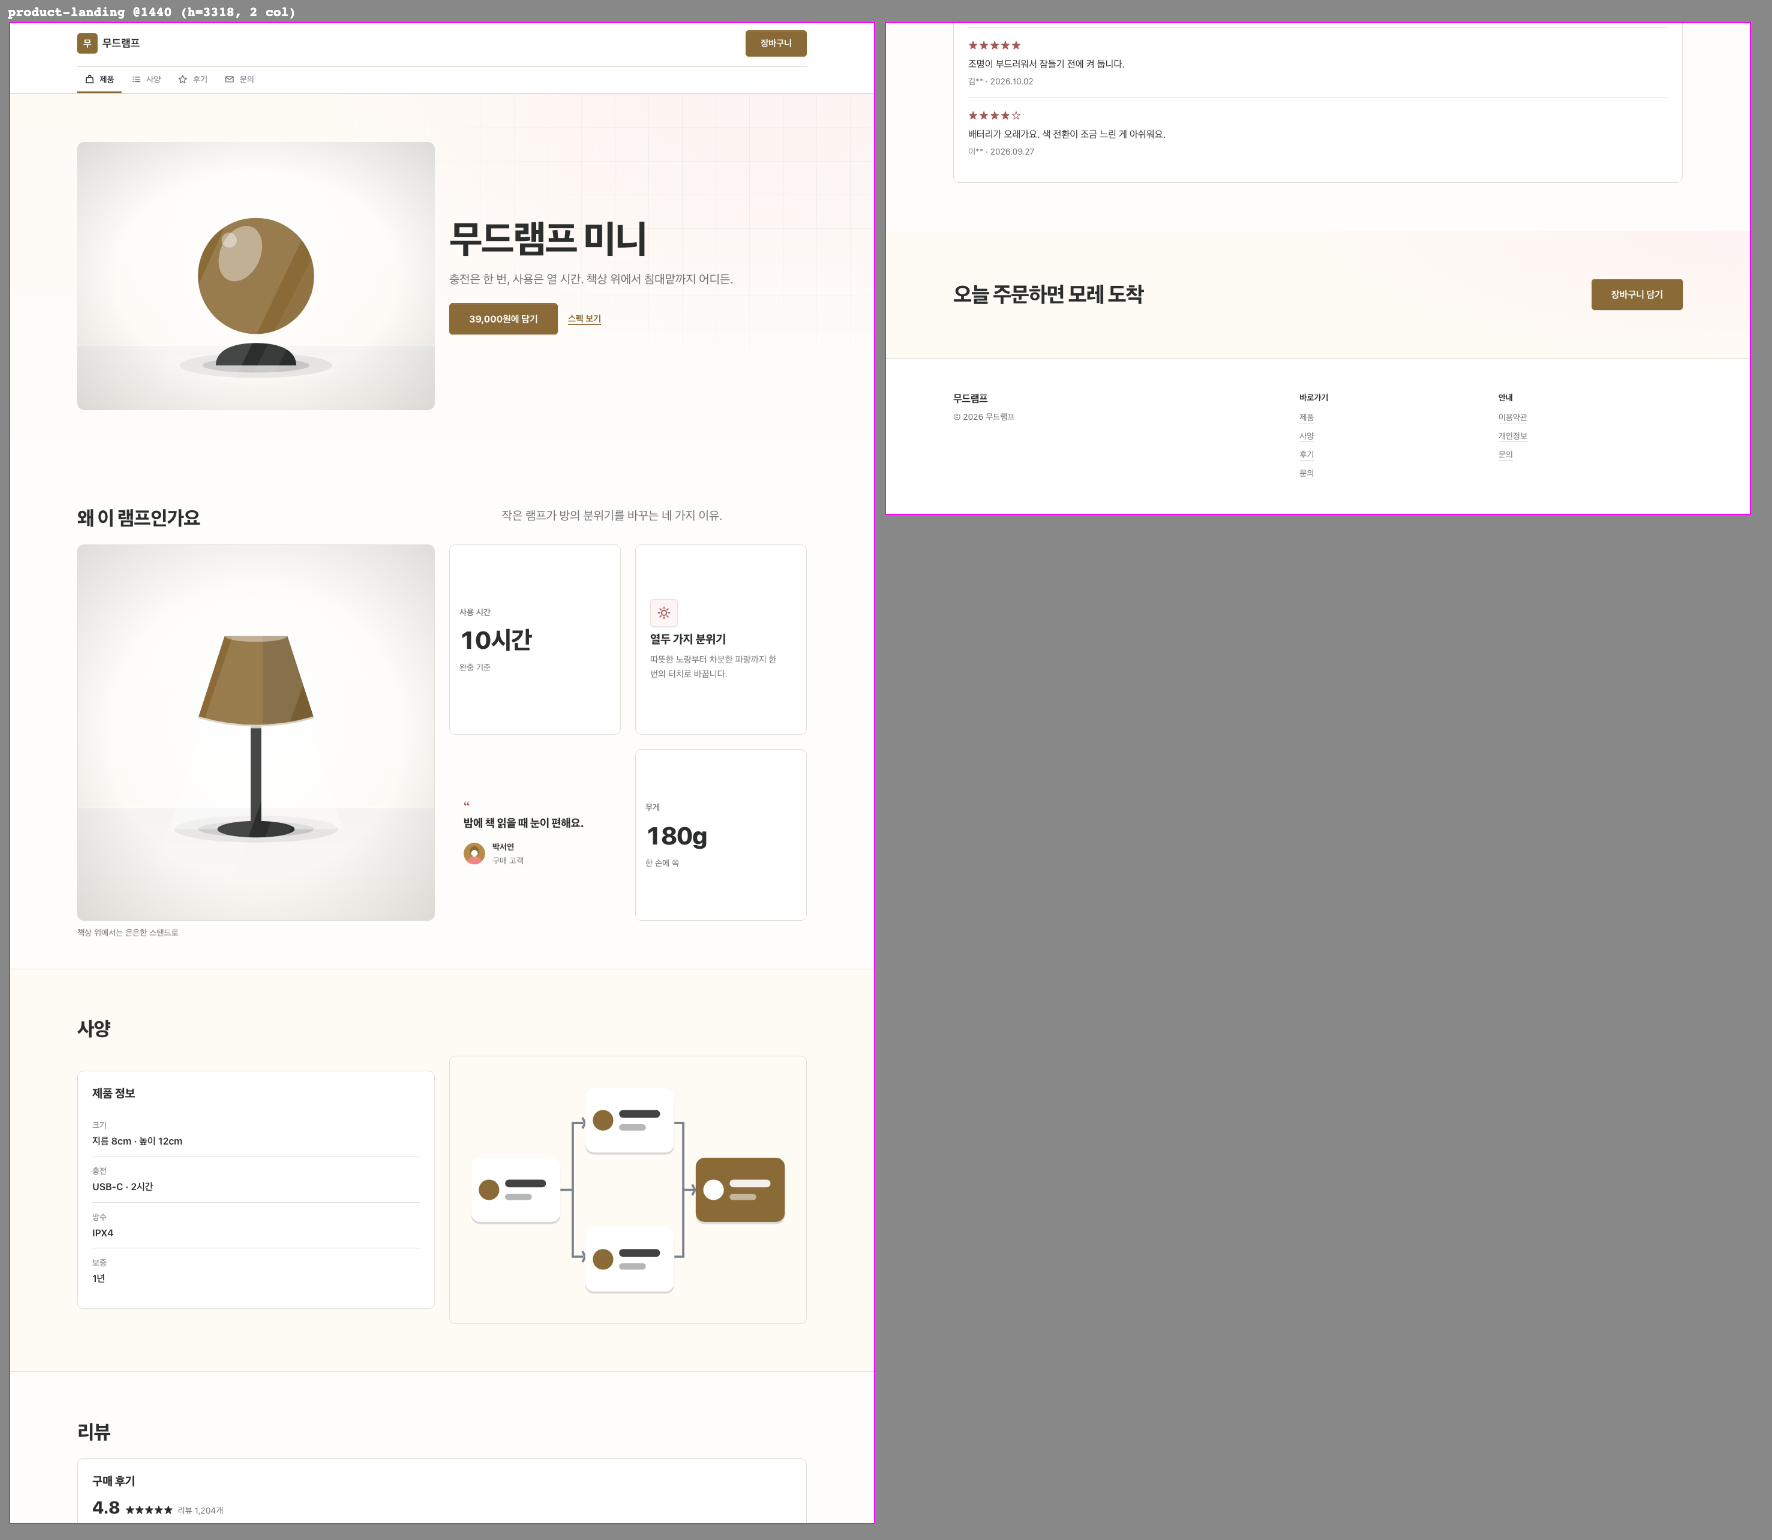 product-landing @1440 (h=3318, 2 col)
무 무드램프
장바구니
제품 사양 후기 문의
무드램프 미니
충전은 한 번, 사용은 열 시간. 책상 위에서 침대맡까지 어디든.
39,000원에 담기 스펙 보기
왜 이 램프인가요
작은 램프가 방의 분위기를 바꾸는 네 가지 이유.
사용 시간
10시간
완충 기준
열두 가지 분위기
따뜻한 노랑부터 차분한 파랑까지 한
번의 터치로 바꿉니다.
“
밤에 책 읽을 때 눈이 편해요.
박서연
구매 고객
무게
180g
한 손에 쏙
책상 위에서는 은은한 스탠드로
사양
제품 정보
크기
지름 8cm · 높이 12cm
충전
USB-C · 2시간
방수
IPX4
보증
1년
리뷰
구매 후기
4.8 ★★★★★ 리뷰 1,204개
★★★★★
조명이 부드러워서 잠들기 전에 켜 둡니다.
김** · 2026.10.02
★★★★☆
배터리가 오래가요. 색 전환이 조금 느린 게 아쉬워요.
이** · 2026.09.27
오늘 주문하면 모레 도착
장바구니 담기
무드램프
© 2026 무드램프
바로가기
제품
사양
후기
문의
안내
이용약관
개인정보
문의